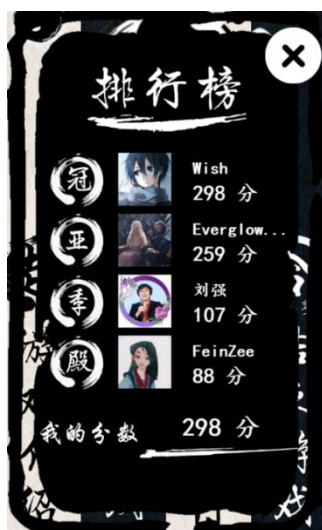 排行榜
冠
Wish
298 分
亚
Everglow...
259 分
季
刘强
107 分
殿
FeinZee
88 分
我的分数 298 分